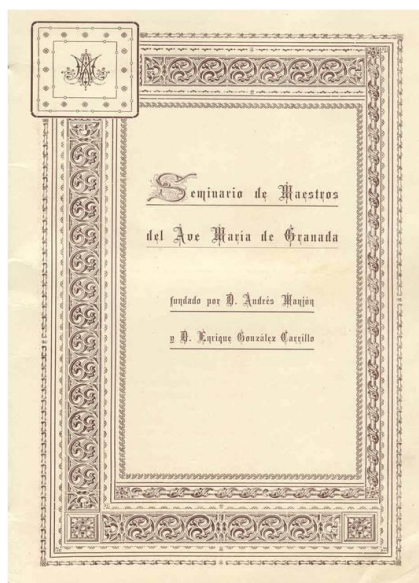 Seminario de Maestros
del Ave Maria de Granada
fundado por D. Andrés Manjón
y D. Enrique González Carrillo